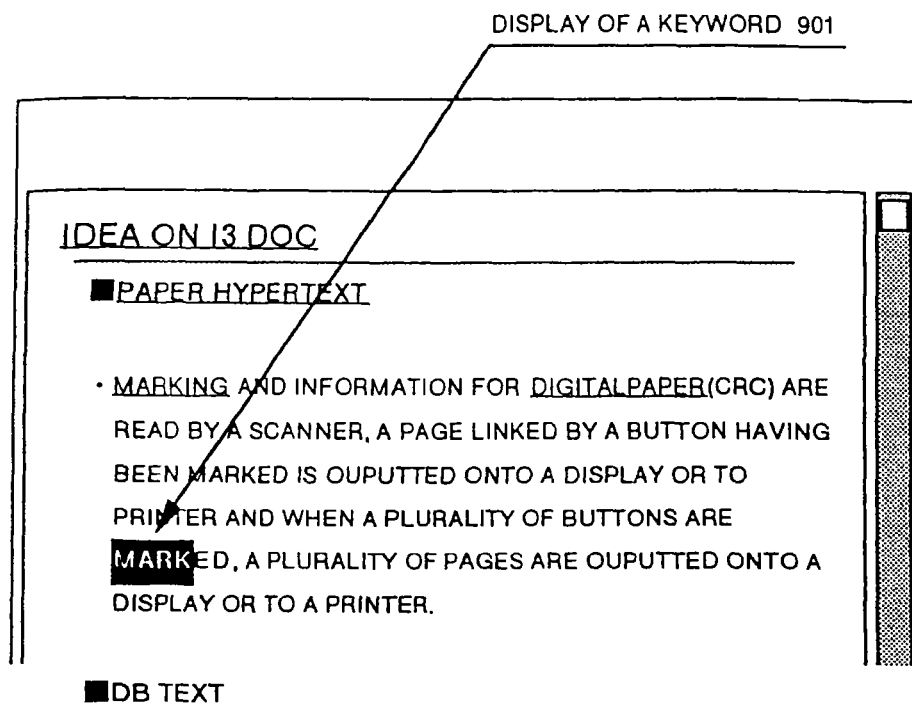 DISPLAY OF A KEYWORD 901
IDEA ON I3 DOC
■PAPER HYPERTEXT
· MARKING AND INFORMATION FOR DIGITALPAPER(CRC) ARE
READ BY A SCANNER, A PAGE LINKED BY A BUTTON HAVING
BEEN MARKED IS OUPUTTED ONTO A DISPLAY OR TO
PRINTER AND WHEN A PLURALITY OF BUTTONS ARE
MARKED, A PLURALITY OF PAGES ARE OUPUTTED ONTO A
DISPLAY OR TO A PRINTER.
■DB TEXT